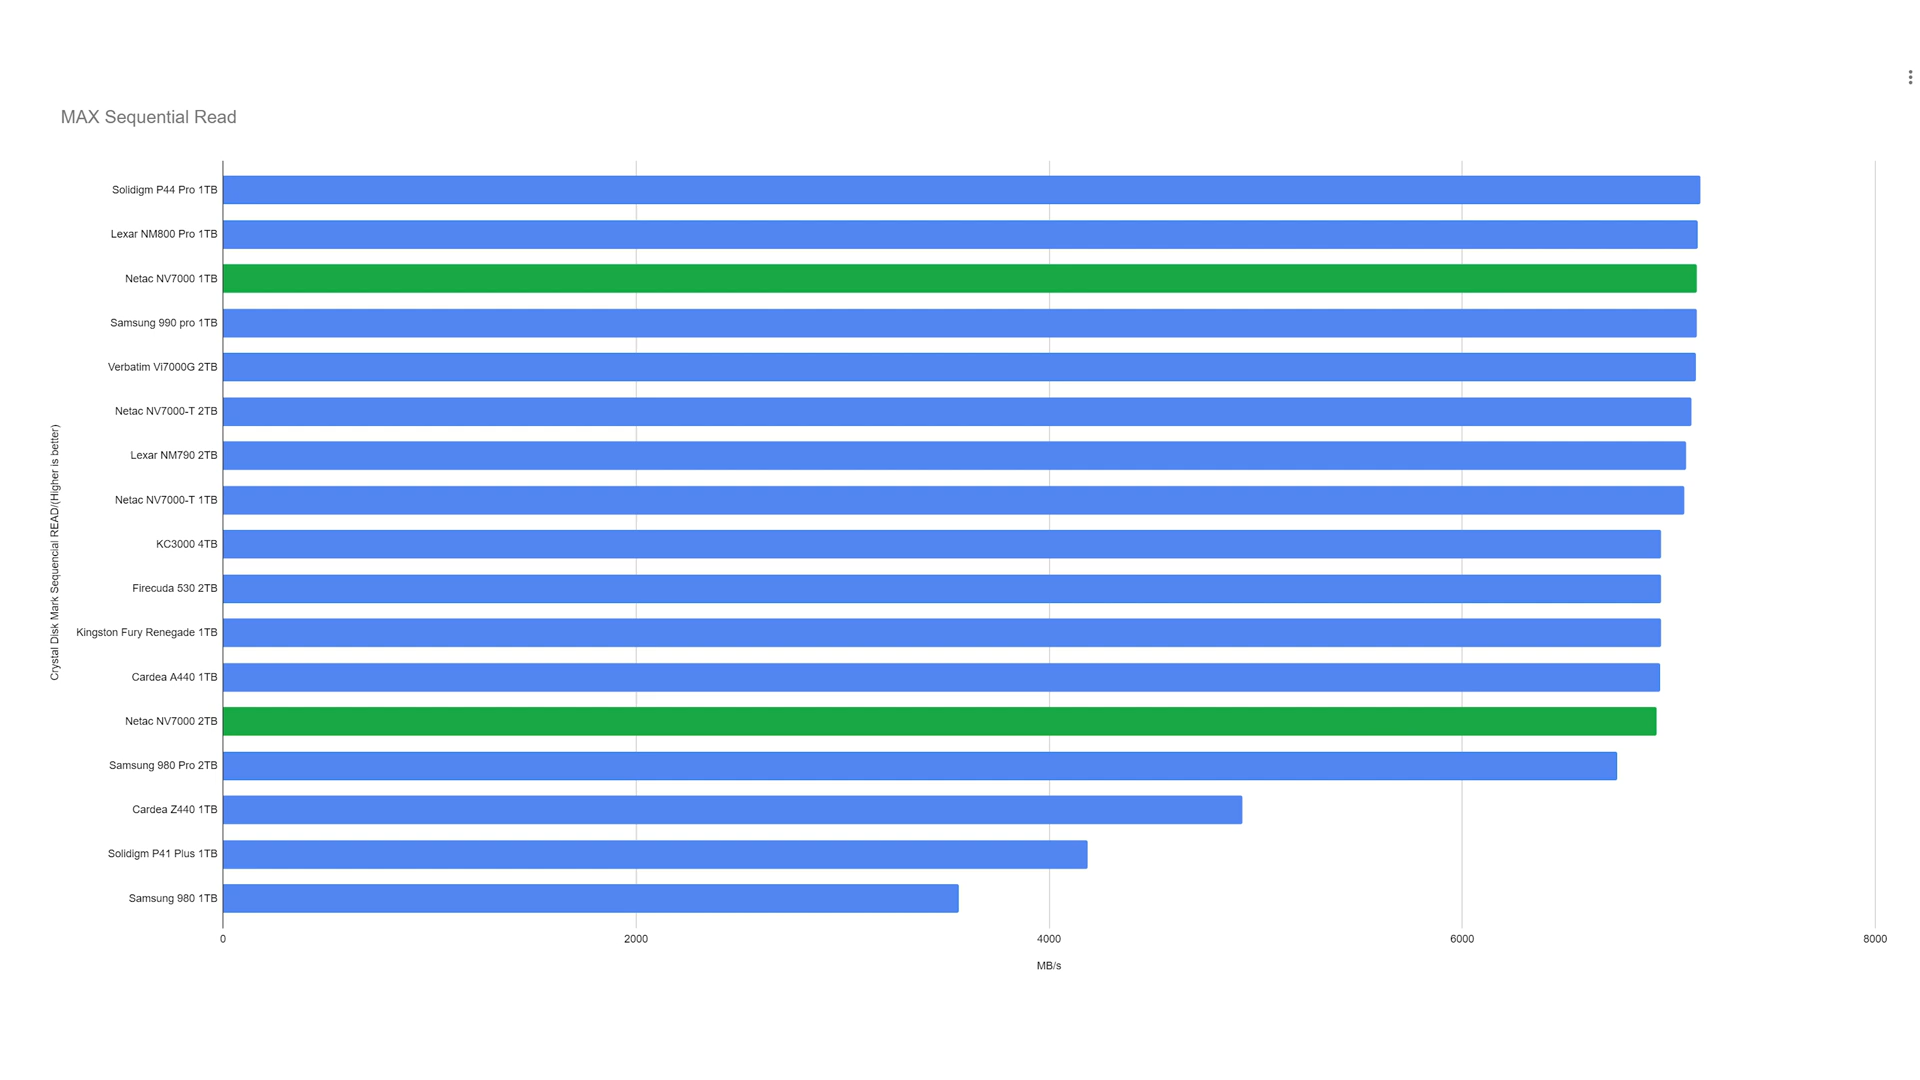 MAX Sequential Read
Crystal Disk Mark Sequencial READ/(Higher is better)
Solidigm P44 Pro 1TB
Lexar NM800 Pro 1TB
Netac NV7000 1TB
Samsung 990 pro 1TB
Verbatim Vi7000G 2TB
Netac NV7000-T 2TB
Lexar NM790 2TB
Netac NV7000-T 1TB
KC3000 4TB
Firecuda 530 2TB
Kingston Fury Renegade 1TB
Cardea A440 1TB
Netac NV7000 2TB
Samsung 980 Pro 2TB
Cardea Z440 1TB
Solidigm P41 Plus 1TB
Samsung 980 1TB
0 2000 4000 6000 8000
MB/s